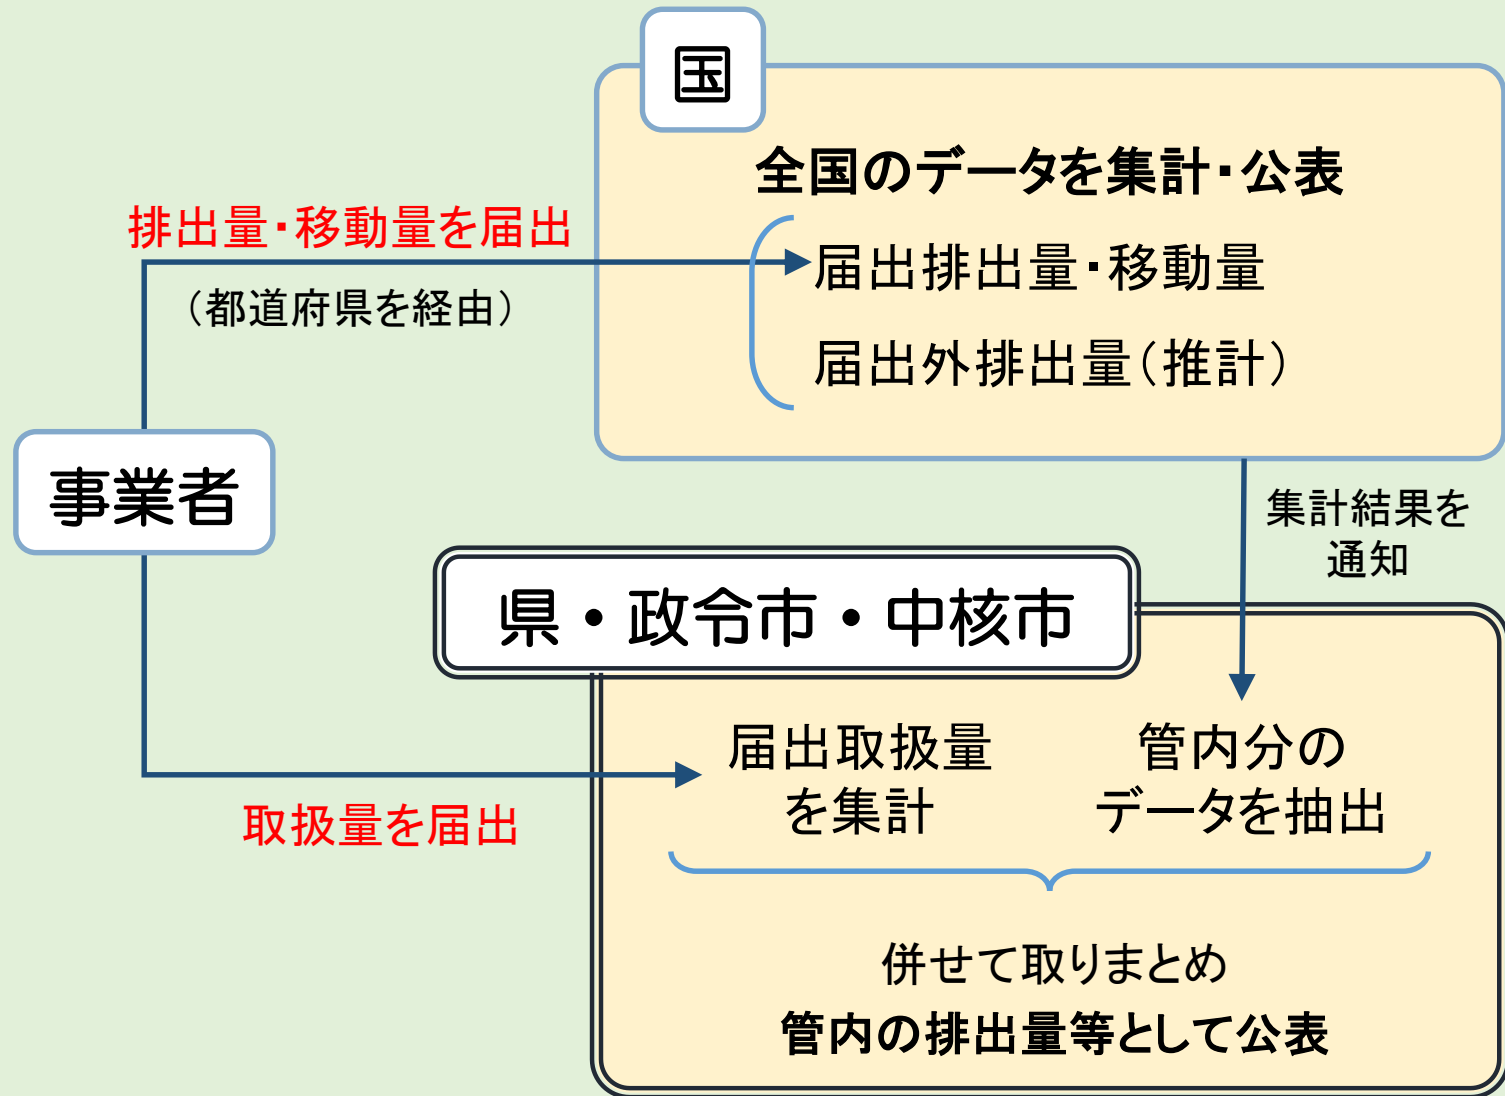 国
全国のデータを集計・公表
排出量・移動量を届出
届出排出量・移動量
（都道府県を経由）
届出外排出量（推計）
事業者
集計結果を
通知
県・政令市・中核市
届出取扱量
を集計
管内分の
データを抽出
取扱量を届出
併せて取りまとめ
管内の排出量等として公表